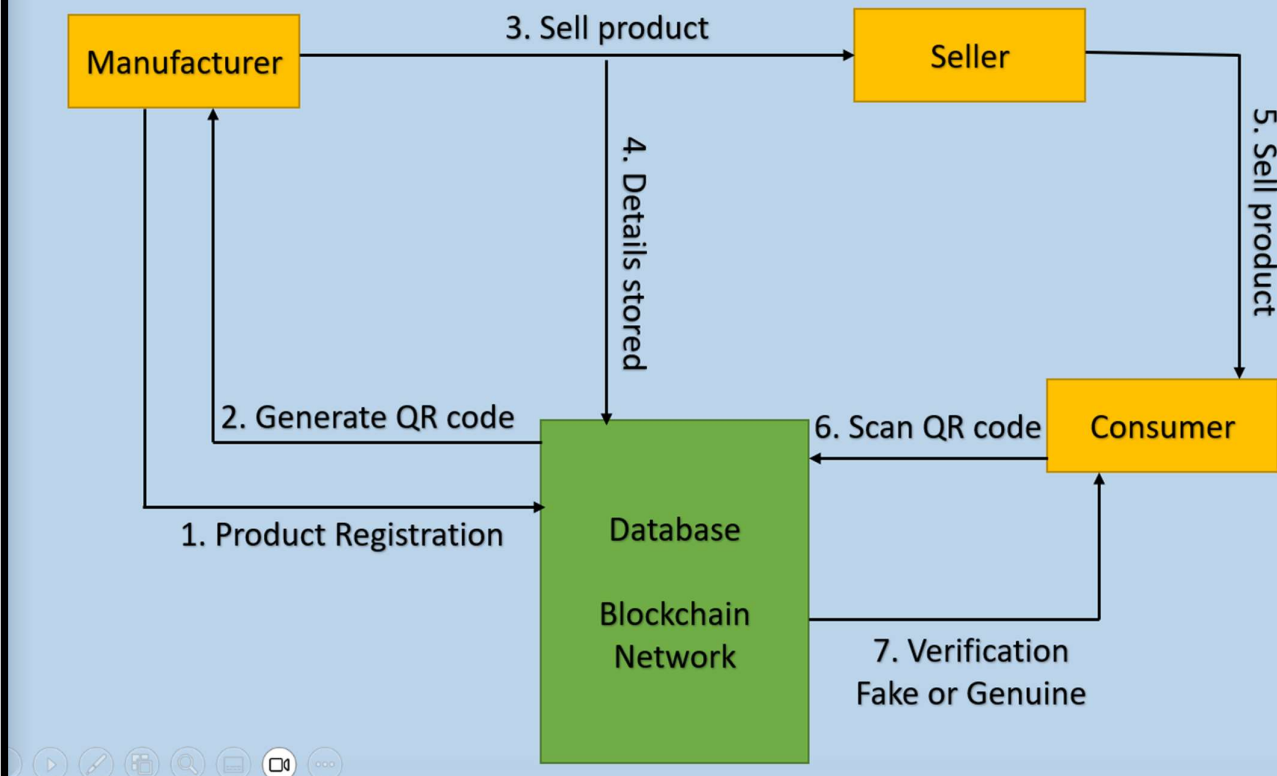 3. Sell product
Manufacturer
Seller
4. Details stored
5. Sell product
2. Generate QR code
6. Scan QR code
Consumer
1. Product Registration
Database
Blockchain
Network
7. Verification
Fake or Genuine